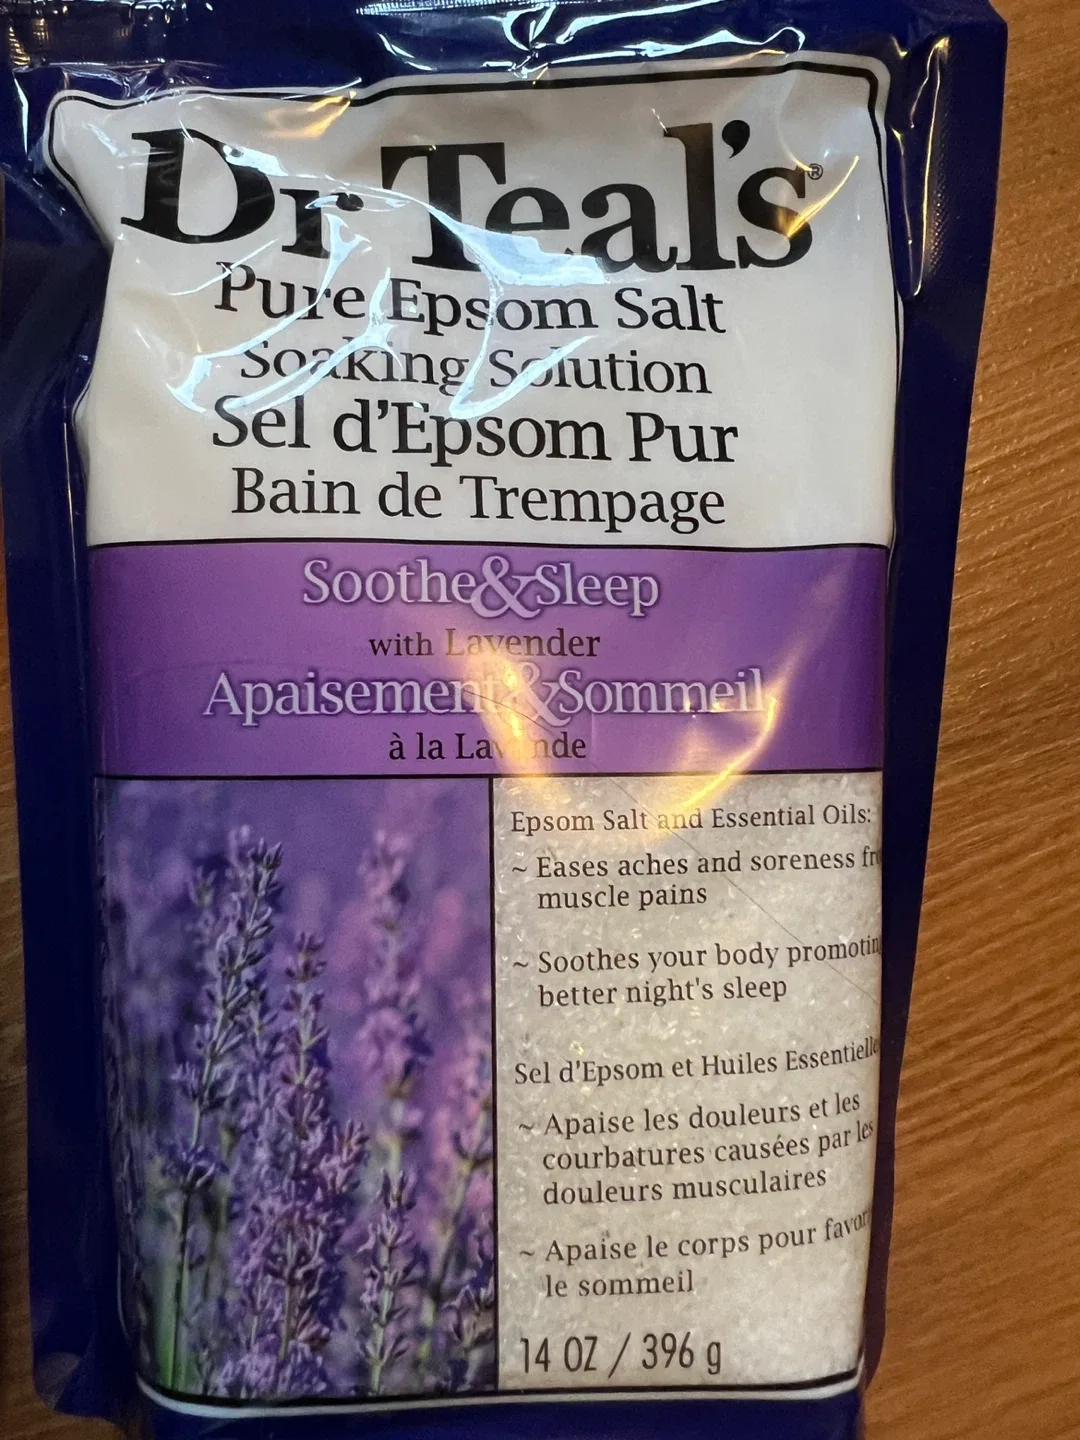 Dr Teal's®
Pure Epsom Salt
Soaking Solution
Sel d'Epsom Pur
Bain de Trempage
Soothe&Sleep
with Lavender
Apaisement&Sommeil
à la Lavande
Epsom Salt and Essential Oils:
~ Eases aches and soreness
muscle pains
~ Soothes your body
better night's sleep
Sel d'Epsom et Huiles
~ Apaise les douleurs et les
courbatures causées par les
douleurs musculaires
~ Apaise le corps pour
le sommeil
14 OZ / 396 g